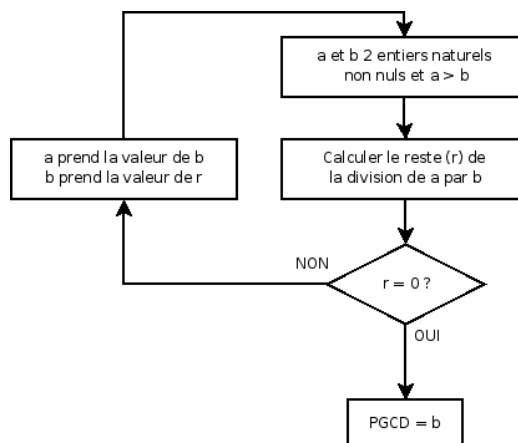 a et b 2 entiers naturels
non nuls et a > b
a prend la valeur de b
b prend la valeur de r
Calculer le reste (r) de
la division de a par b
NON
r = 0 ?
OUI
PGCD = b